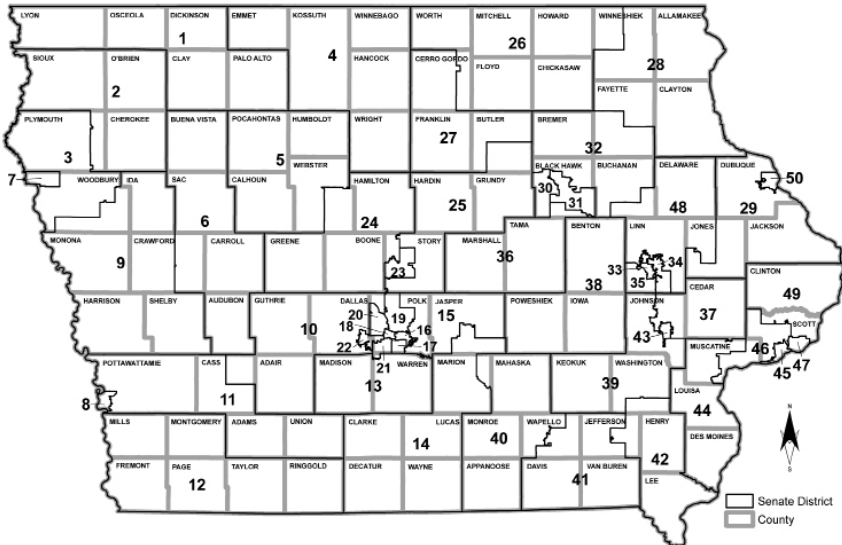 LYON OSCEOLA DICKINSON EMMET KOSSUTH WINNEBAGO WORTH MITCHELL HOWARD WINNESHIEK ALLAMAKEE
1 4 26
SIOUX O'BRIEN CLAY PALO ALTO HANCOCK CERRO GORDO FLOYD CHICKASAW 28
2 FAYETTE CLAYTON
PLYMOUTH CHEROKEE BUENA VISTA POCAHONTAS HUMBOLDT WRIGHT FRANKLIN BUTLER BREMER
3 5 27 32
WEBSTER
7 WOODBURY IDA SAC CALHOUN HAMILTON HARDIN GRUNDY BLACK HAWK BUCHANAN DELAWARE DUBUQUE 50
30 31
6 24 25 48 29
MONONA CRAWFORD CARROLL GREENE BOONE STORY MARSHALL TAMA BENTON LINN JONES JACKSON
9 23 36 38 33 34 35
CLINTON
HARRISON SHELBY AUDUBON GUTHRIE DALLAS POLK JASPER POWESHIEK IOWA JOHNSON CEDAR 49
10 20 19 15 37
18 16 SCOTT
22 17 43 MUSCATINE 46
21 45 47
POTTAWATTAMIE CASS ADAIR MADISON WARREN MARION MAHASKA KEOKUK WASHINGTON
8 11 13 39 LOUISA
44
MILLS MONTGOMERY ADAMS UNION CLARKE LUCAS MONROE WAPELLO JEFFERSON HENRY
14 40 DES MOINES
42
FREMONT PAGE TAYLOR RINGGOLD DECATUR WAYNE APPANOOSE DAVIS VAN BUREN LEE
12 41
N
S
Senate District
County